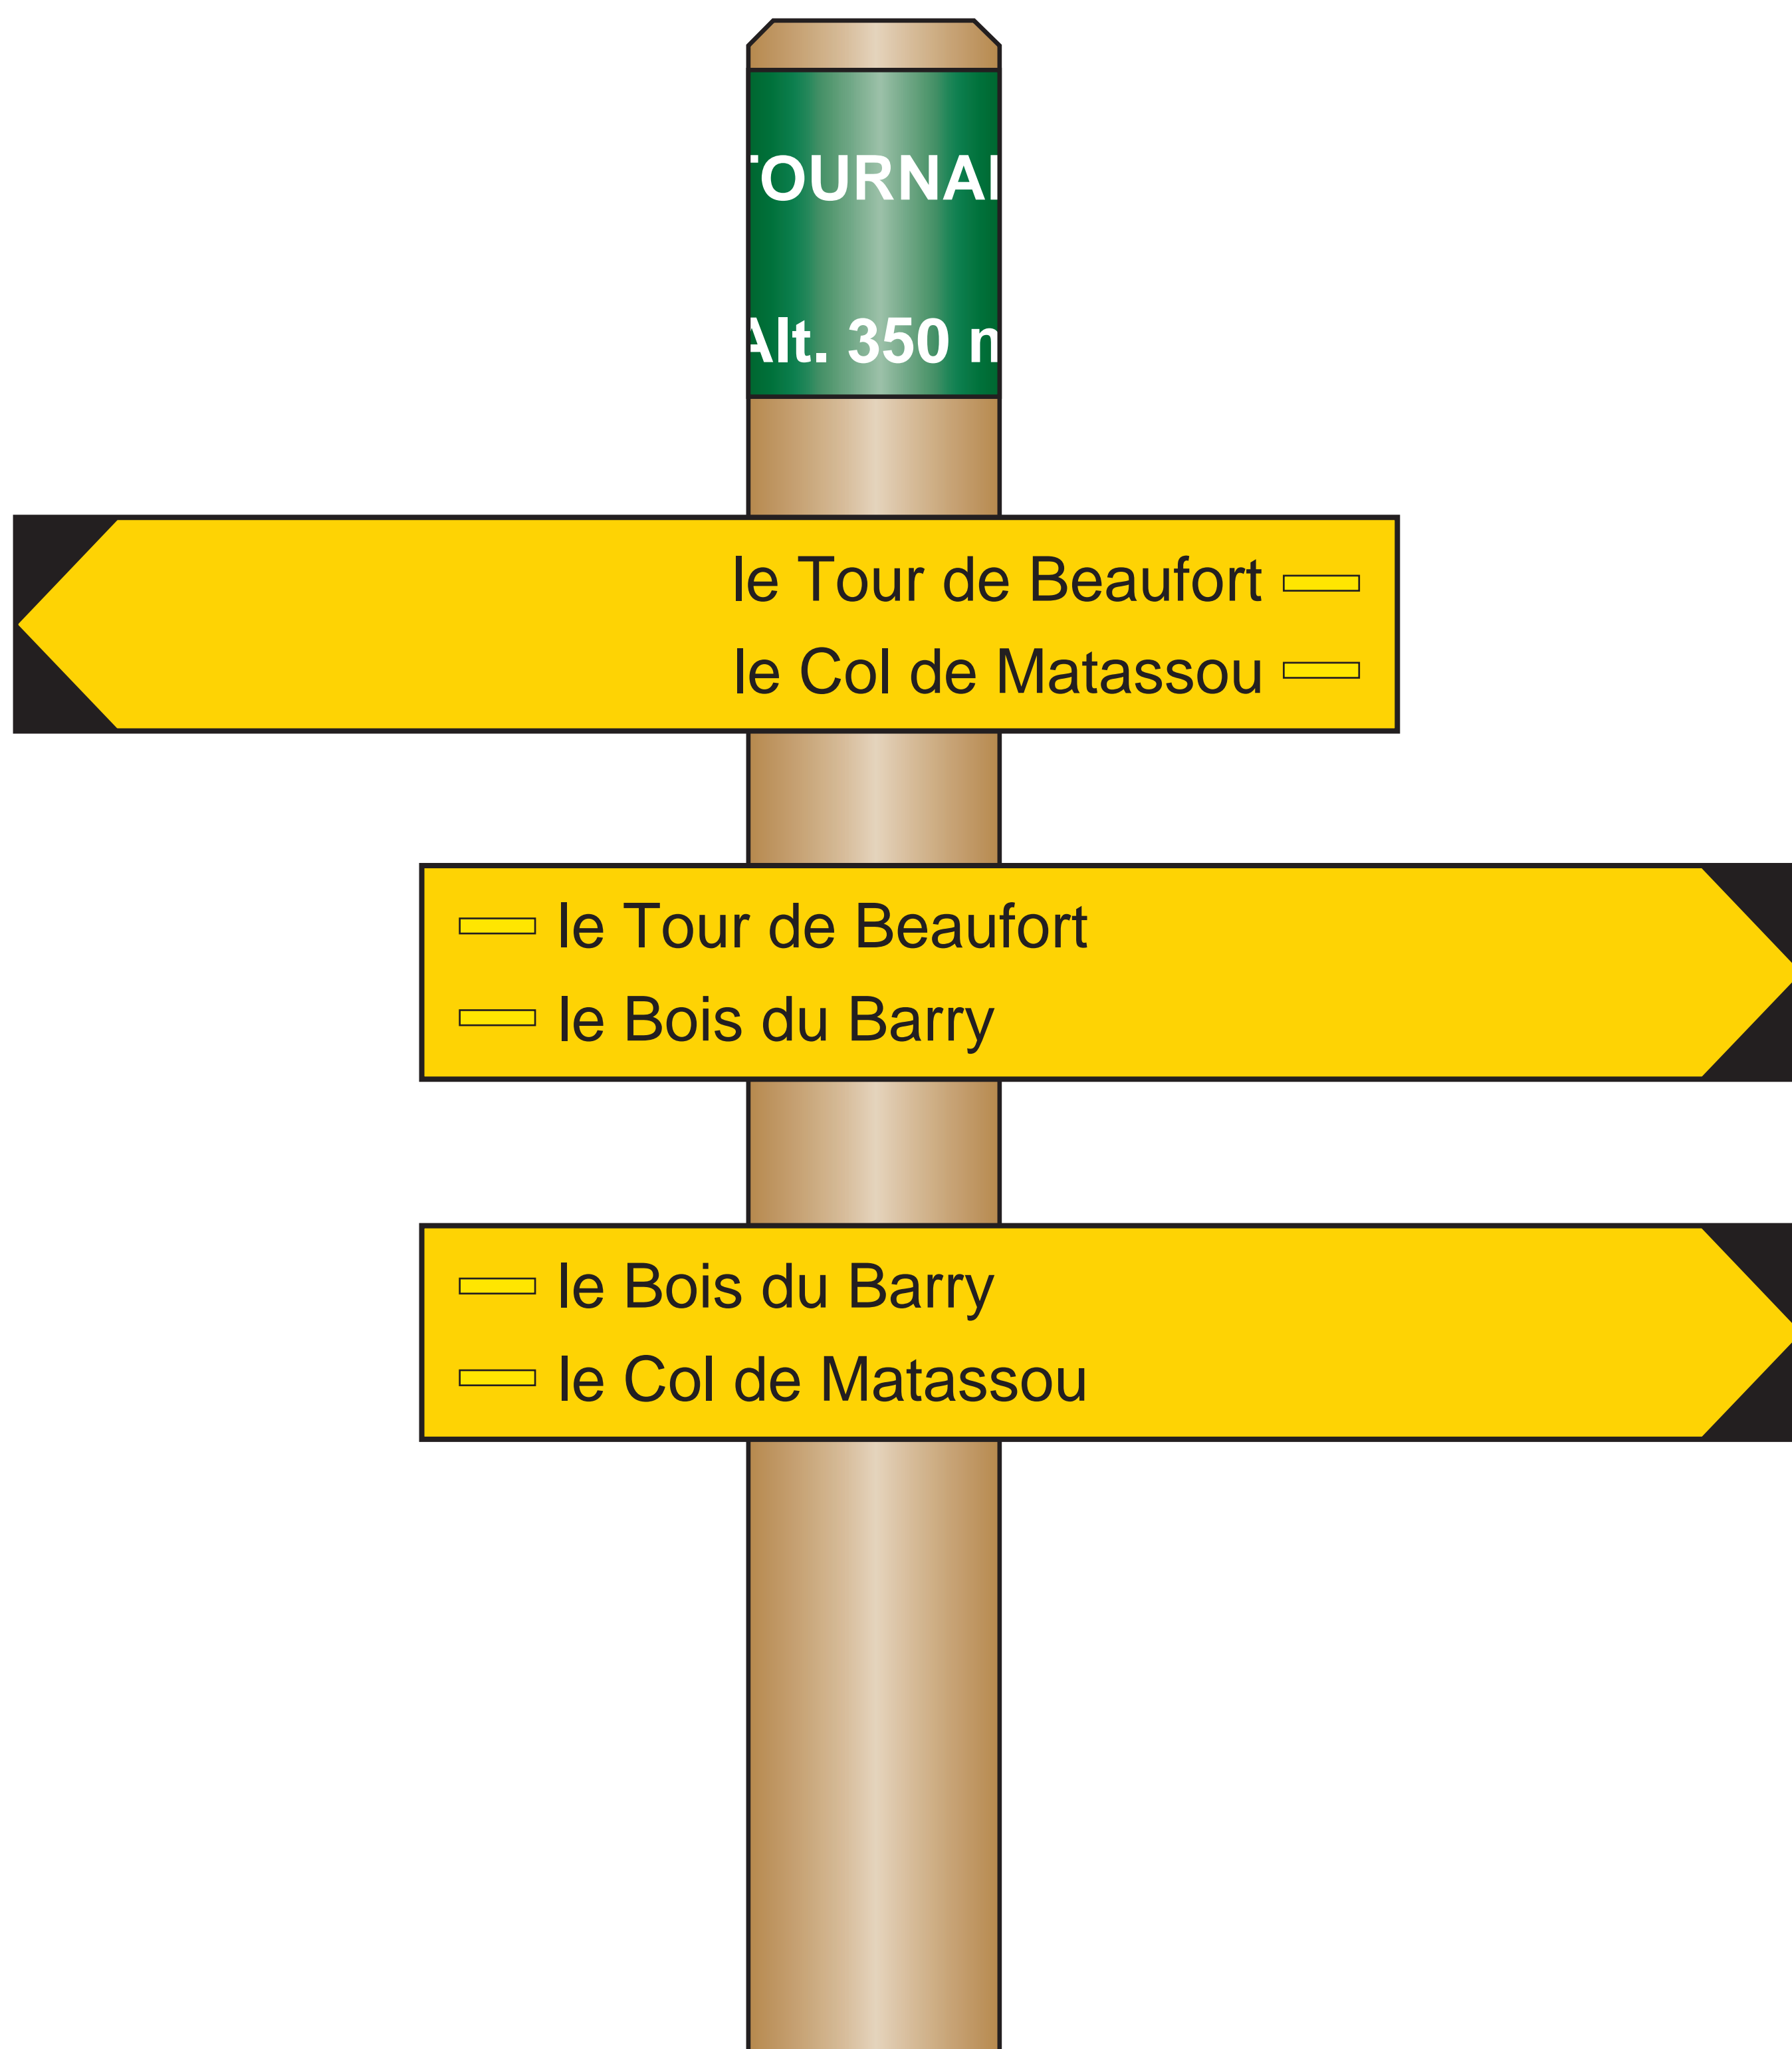 Alt. 350 m
le Tour de Beaufort
le Col de Matassou
le Tour de Beaufort
le Bois du Barry
le Bois du Barry
le Col de Matassou